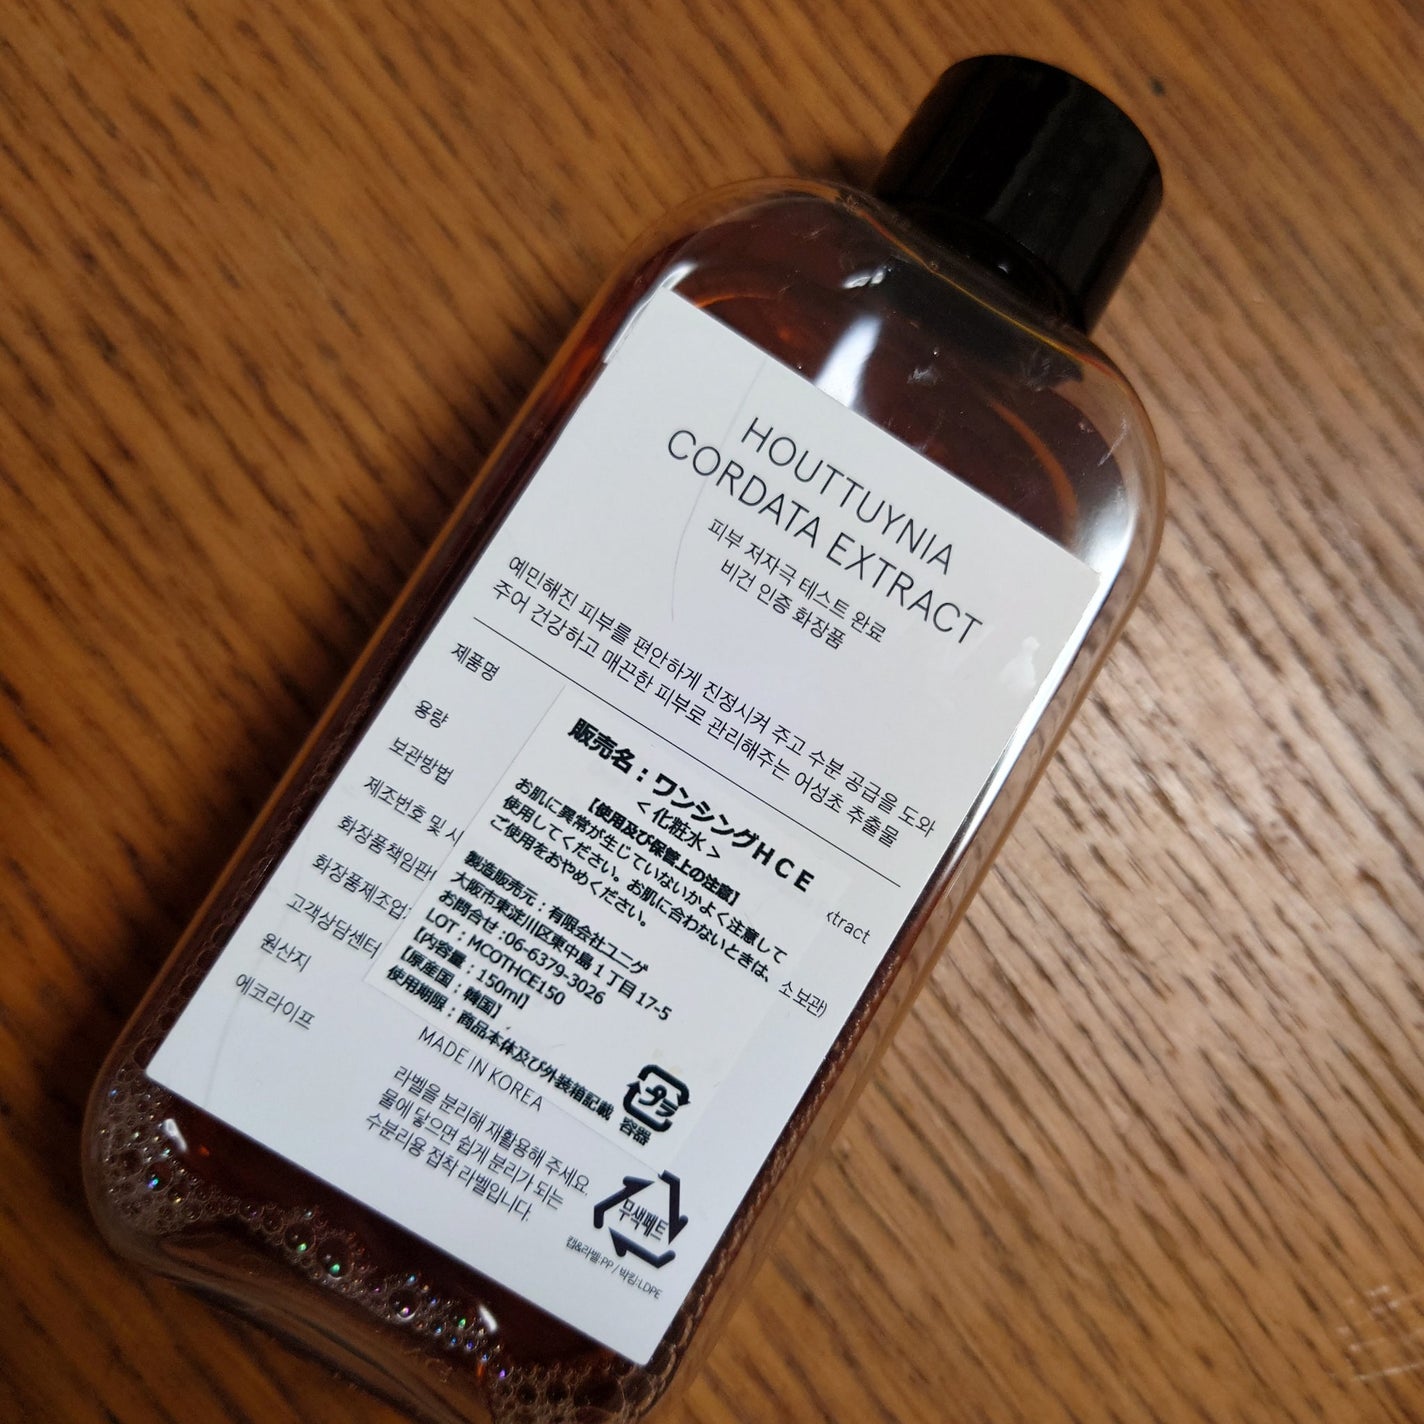 HOUTTUYNIA
CORDATA EXTRACT
피부 저자극 테스트 완료
비건 인증 화장품
예민해진 피부를 편안하게 진정시켜 주고 수분 공급을 도와
주어 건강하고 매끈한 피부로 관리해주는 어성초 추출물
제품명
xtract
용량
보관방법
소 보관)
제조번호 및 사
화장품책임판
화장품제조업
고객상담센터
원산지
에코라이프
販売名：ワンシングＨＣＥ
＜化粧水＞
【使用及び保管上の注意】
お肌に異常が生じていないかよく注意して
使用してください。お肌に合わないときは、
ご使用をおやめください。
製造販売元：有限会社ユニゲ
大阪市東淀川区東中島１丁目17-5
お問合せ:06-6379-3026
LOT：MCOTHCE150
【内容量：150ml】
【原産国：韓国】
使用期限：商品本体及び外装箱記載
プラ
容器
MADE IN KOREA
라벨을 분리해 재활용해 주세요.
물에 닿으면 쉽게 분리가 되는
수분리용 접착 라벨입니다.
무색페트
캡&라벨:PP / 박킹:LDPE